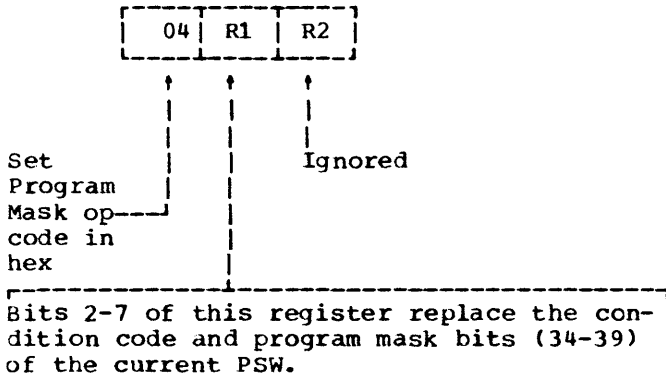 04 R1 R2
Set Ignored
Program
Mask op
code in
hex
Bits 2-7 of this register replace the con-
dition code and program mask bits (34-39)
of the current PSW.